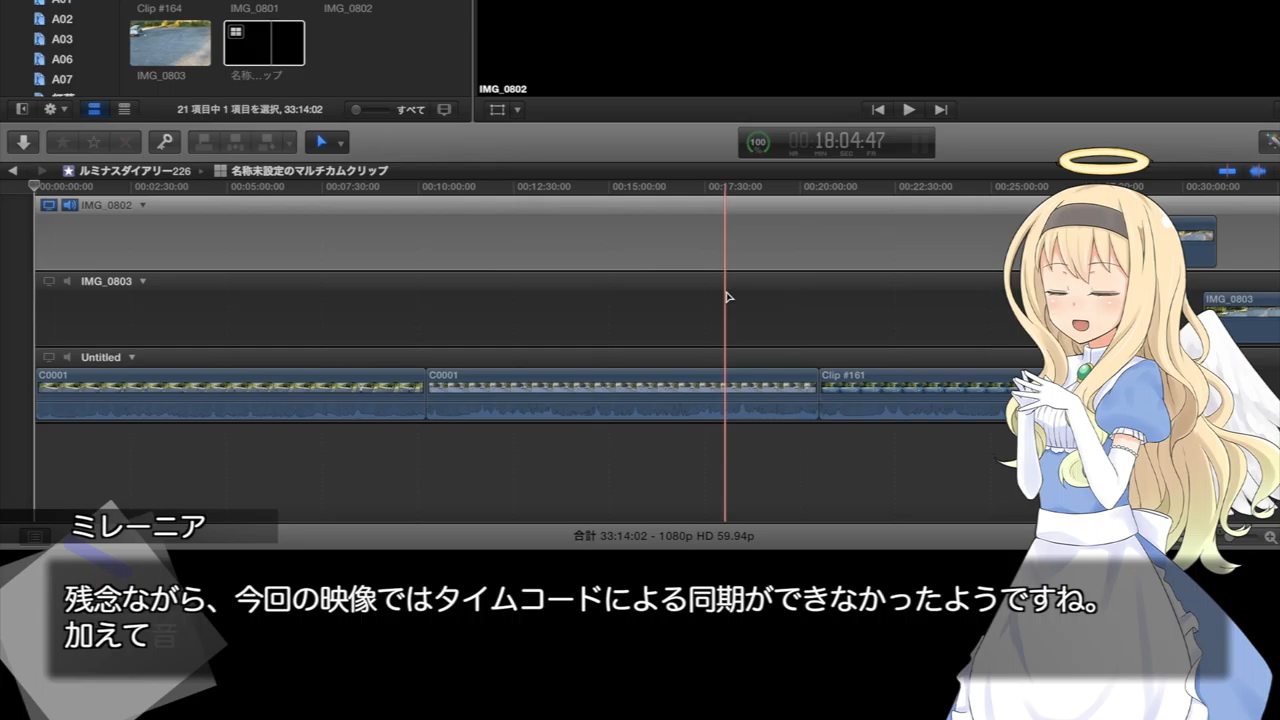 A01
A02
A03
A06
A07
Clip #164
IMG_0801
IMG_0802
IMG_0803
名称…ップ
IMG_0802
21 項目中 1 項目を選択, 33:14:02
すべて
100
%
00:18:04:47
HR MIN SEC FR
ルミナスダイアリー226
名称未設定のマルチカムクリップ
00:00:00:00
00:02:30:00
00:05:00:00
00:07:30:00
00:10:00:00
00:12:30:00
00:15:00:00
00:17:30:00
00:20:00:00
00:22:30:00
00:25:00:00
00:30:00:00
IMG_0802
IMG_0803
IMG_0803
Untitled
C0001
C0001
Clip #161
合計 33:14:02 - 1080p HD 59.94p
ミレーニア
残念ながら、今回の映像ではタイムコードによる同期ができなかったようですね。
加えて音